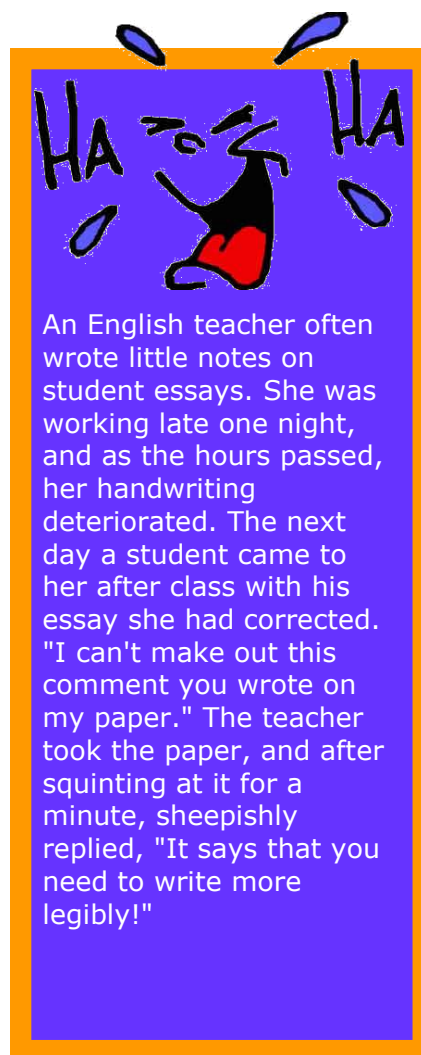 HA
HA
An English teacher often
wrote little notes on
student essays. She was
working late one night,
and as the hours passed,
her handwriting
deteriorated. The next
day a student came to
her after class with his
essay she had corrected.
"I can't make out this
comment you wrote on
my paper." The teacher
took the paper, and after
squinting at it for a
minute, sheepishly
replied, "It says that you
need to write more
legibly!"